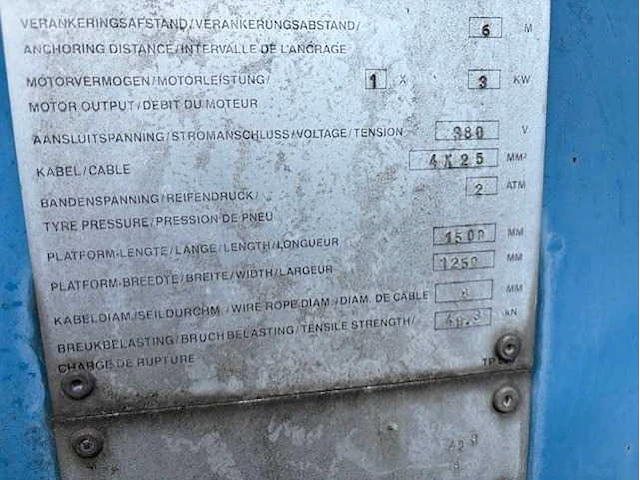 VERANKERINGSAFSTAND/VERANKERUNGSABSTAND/ 6 M
ANCHORING DISTANCE/INTERVALLE DE L'ANCRAGE
MOTORVERMOGEN/MOTORLEISTUNG/ 1 X 3 KW
MOTOR OUTPUT/DEBIT DU MOTEUR
AANSLUITSPANNING/STROMANSCHLUSS/VOLTAGE/TENSION 380 V
KABEL/CABLE 4X25 MM²
BANDENSPANNING/REIFENDRUCK/ 2 ATM
TYRE PRESSURE/PRESSION DE PNEU
PLATFORM-LENGTE/LANGE/LENGTH/LONGUEUR 1500 MM
PLATFORM-BREEDTE/BREITE/WIDTH/LARGEUR 1250 MM
KABELDIAM./SEILDURCHM./WIRE ROPE DIAM./DIAM. DE CABLE MM
BREUKBELASTING/BRUCHBELASTING/TENSILE STRENGTH/ KN
CHARGE DE RUPTURE